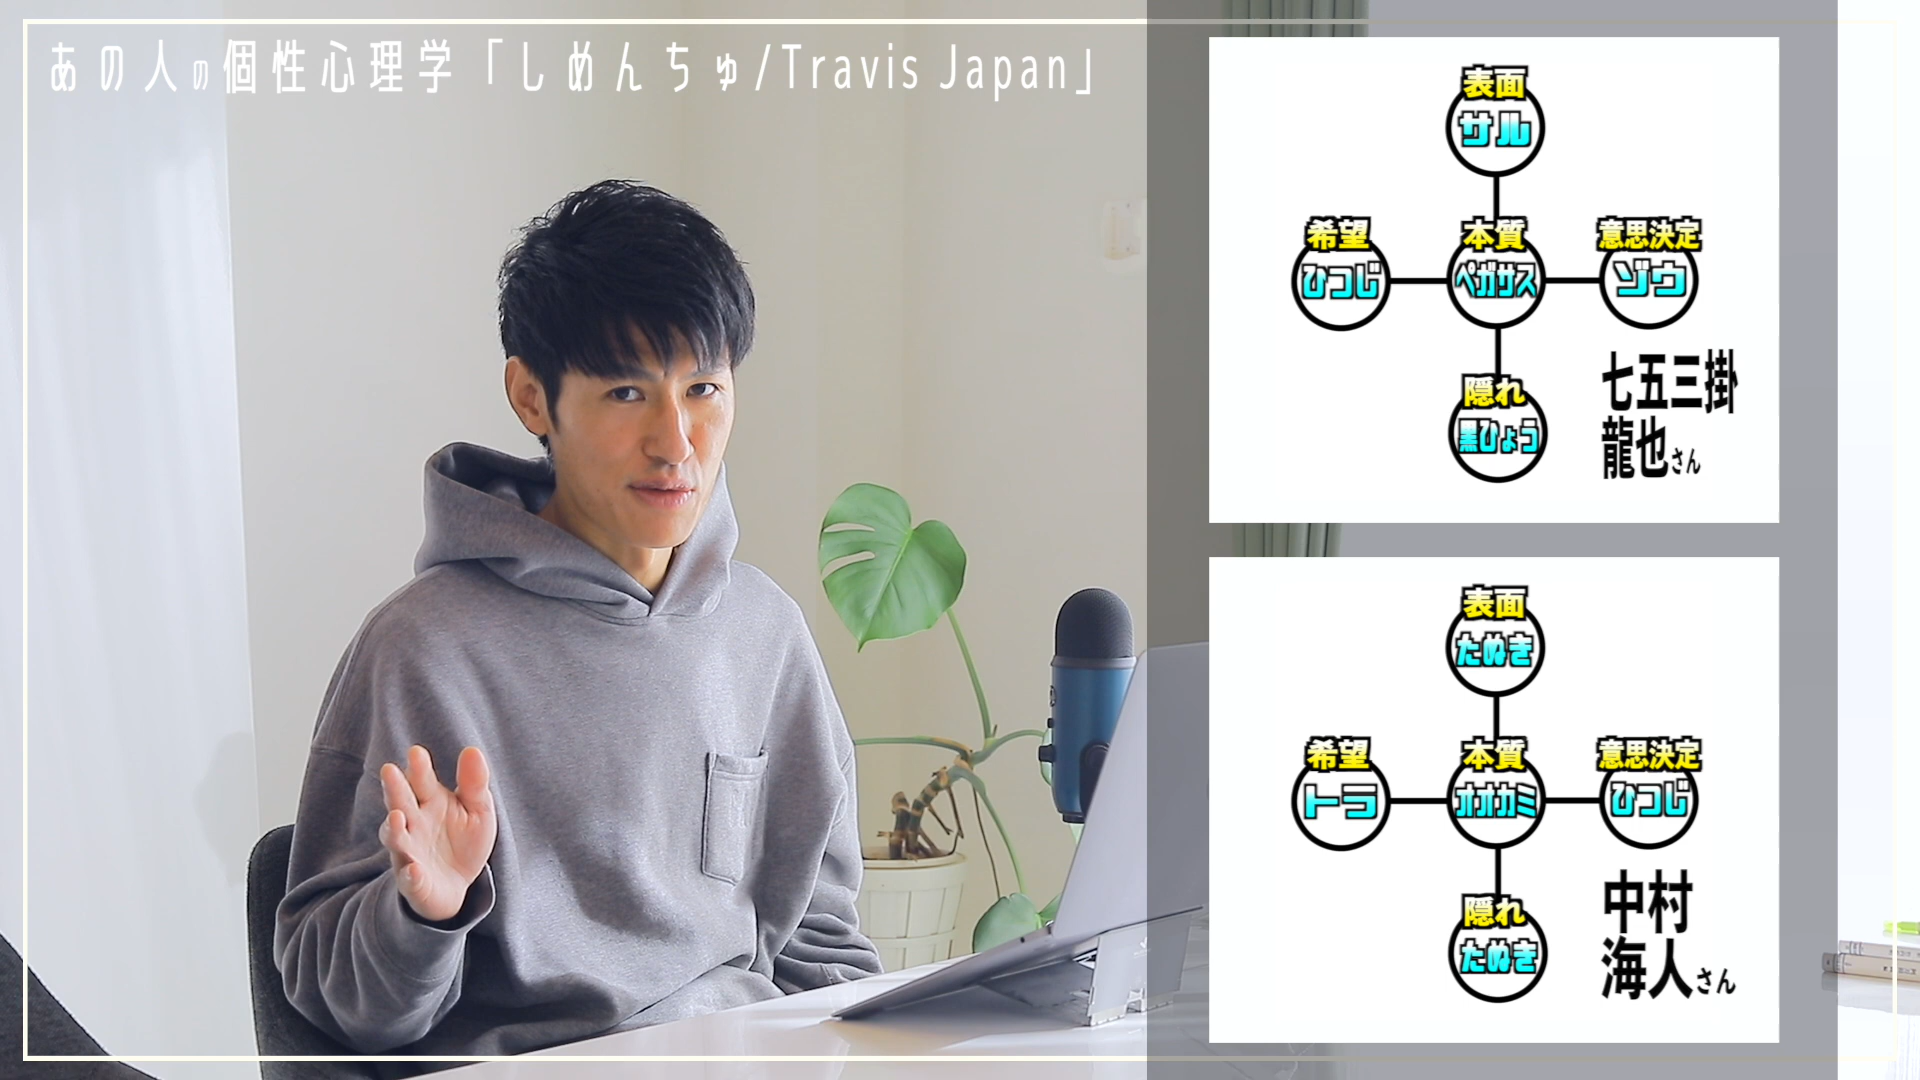 あの人の個性心理学「しめんちゅ/Travis Japan」
表面
サル
希望
ひつじ
本質
ペガサス
意思決定
ゾウ
隠れ
黒ひょう
七五三掛
龍也さん
表面
たぬき
希望
トラ
本質
オオカミ
意思決定
ひつじ
隠れ
たぬき
中村
海人さん